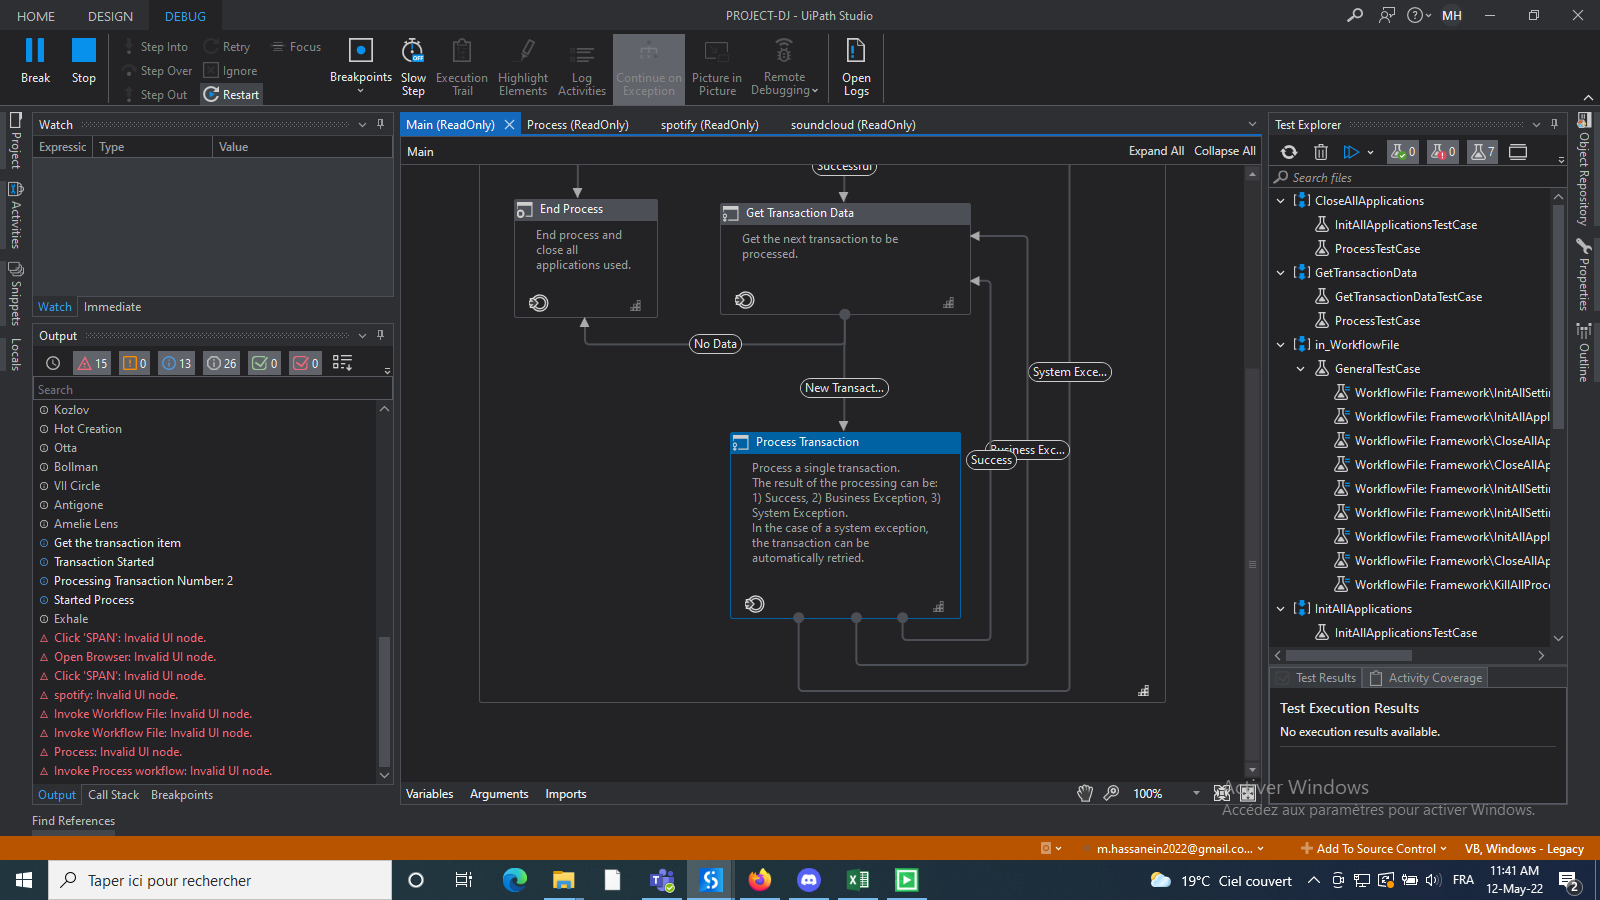 HOME DESIGN DEBUG PROJECT-DJ - UiPath Studio MH
Break Stop Step Into Retry Focus
Step Over Ignore
Step Out Restart
Breakpoints Slow Step Execution Trail Highlight Elements Log Activities Continue on Exception Picture in Picture Remote Debugging Open Logs
OFF
Project
Activities
Snippets
Locals
Watch
Expressic Type Value
Watch Immediate
Output
15 0 13 26 0 0
Search
Kozlov
Hot Creation
Otta
Bollman
VII Circle
Antigone
Amelie Lens
Get the transaction item
Transaction Started
Processing Transaction Number: 2
Started Process
Exhale
Click 'SPAN': Invalid UI node.
Open Browser: Invalid UI node.
Click 'SPAN': Invalid UI node.
spotify: Invalid UI node.
Invoke Workflow File: Invalid UI node.
Invoke Workflow File: Invalid UI node.
Process: Invalid UI node.
Invoke Process workflow: Invalid UI node.
Output Call Stack Breakpoints
Find References
Main (ReadOnly) Process (ReadOnly) spotify (ReadOnly) soundcloud (ReadOnly)
Main Expand All Collapse All
Successful
End Process
End process and
close all
applications used.
Get Transaction Data
Get the next transaction to be
processed.
No Data
New Transact...
System Exce...
Business Exc...
Success
Process Transaction
Process a single transaction.
The result of the processing can be:
1) Success, 2) Business Exception, 3)
System Exception.
In the case of a system exception,
the transaction can be
automatically retried.
Variables Arguments Imports 100%
Test Explorer
0 0 7
Search files
CloseAllApplications
InitAllApplicationsTestCase
ProcessTestCase
GetTransactionData
GetTransactionDataTestCase
ProcessTestCase
in_WorkflowFile
GeneralTestCase
WorkflowFile: Framework\InitAllSetti
WorkflowFile: Framework\InitAllAppl
WorkflowFile: Framework\CloseAllAp
WorkflowFile: Framework\CloseAllAp
WorkflowFile: Framework\InitAllSetti
WorkflowFile: Framework\InitAllSetti
WorkflowFile: Framework\InitAllAppl
WorkflowFile: Framework\CloseAllAp
WorkflowFile: Framework\KillAllProc
InitAllApplications
InitAllApplicationsTestCase
Test Results Activity Coverage
Test Execution Results
No execution results available.
Object Repository
Properties
Outline
Activer Windows
Accédez aux paramètres pour activer Windows.
m.hassanein2022@gmail.co... Add To Source Control VB, Windows - Legacy
Taper ici pour rechercher
19°C Ciel couvert FRA 11:41 AM
12-May-22 2